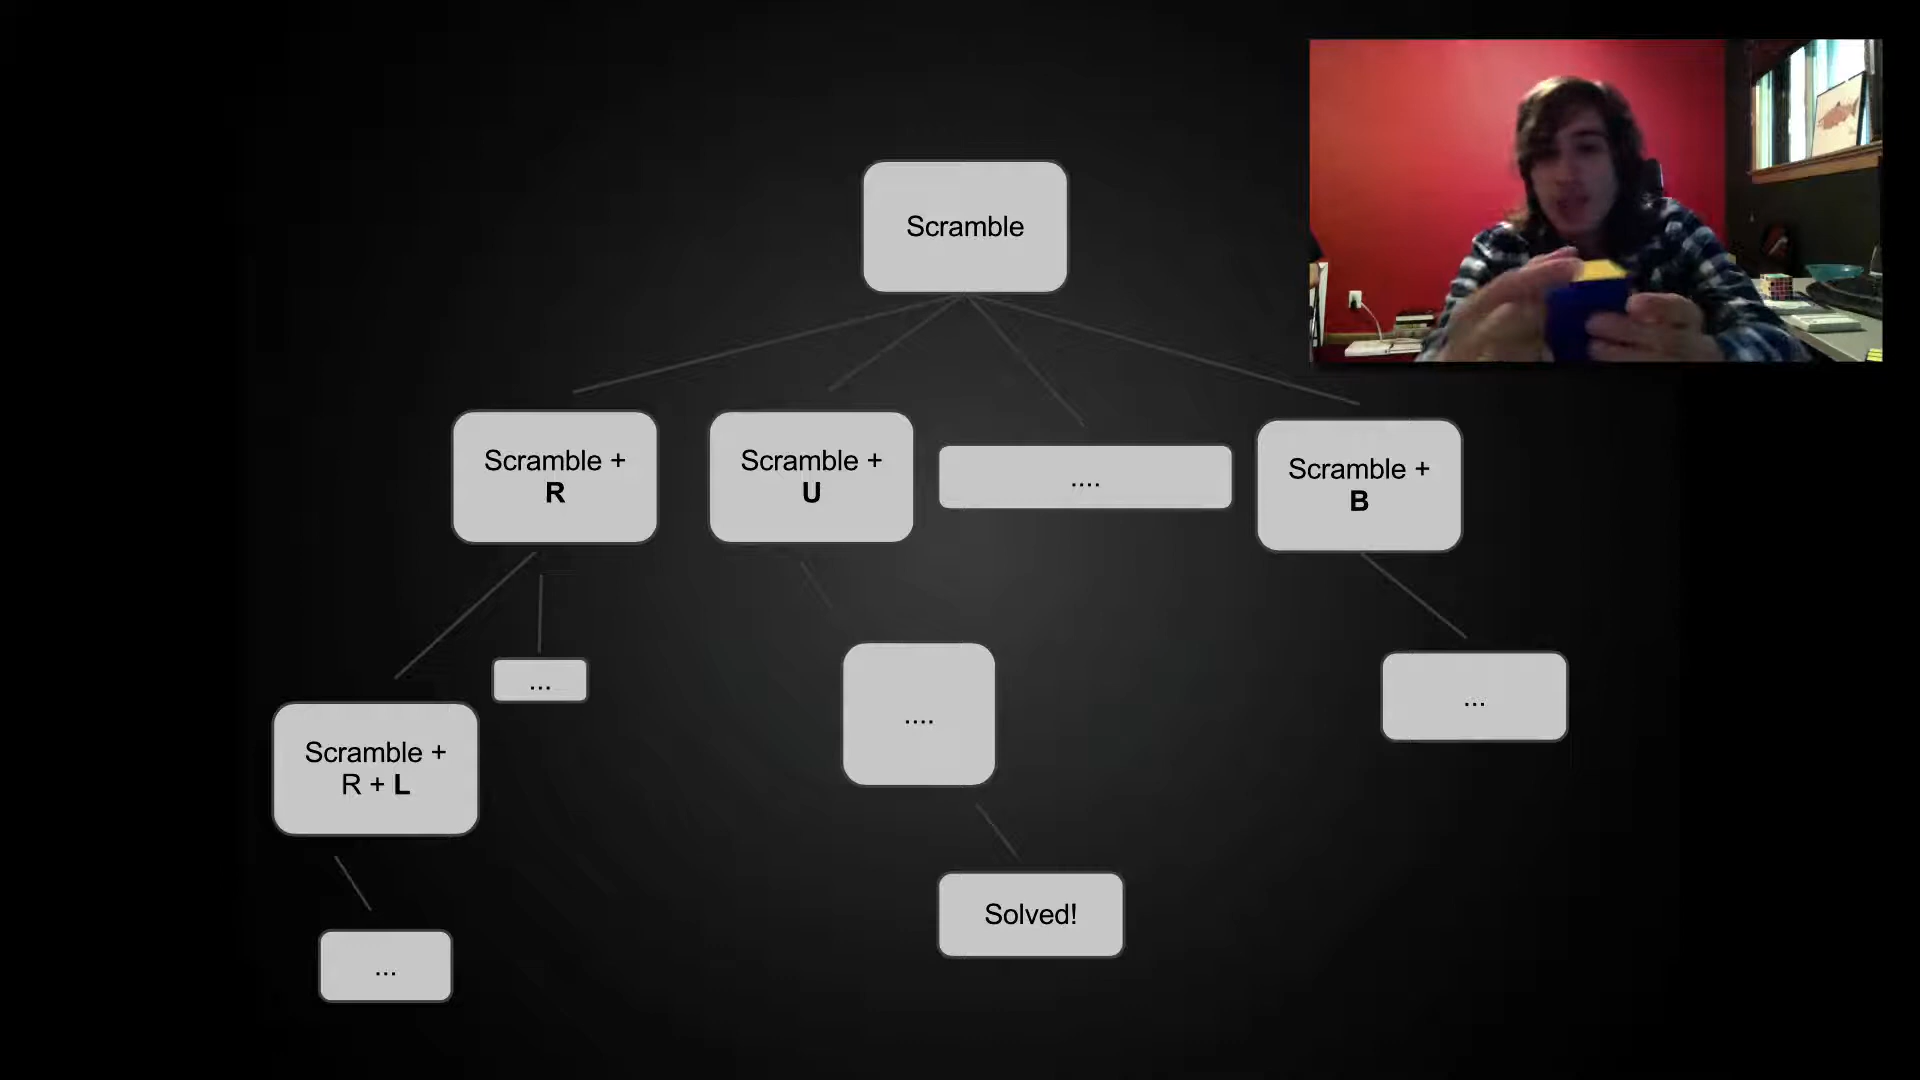 Scramble
Scramble +
R
Scramble +
U
....
Scramble +
B
...
....
...
Scramble +
R + L
Solved!
...